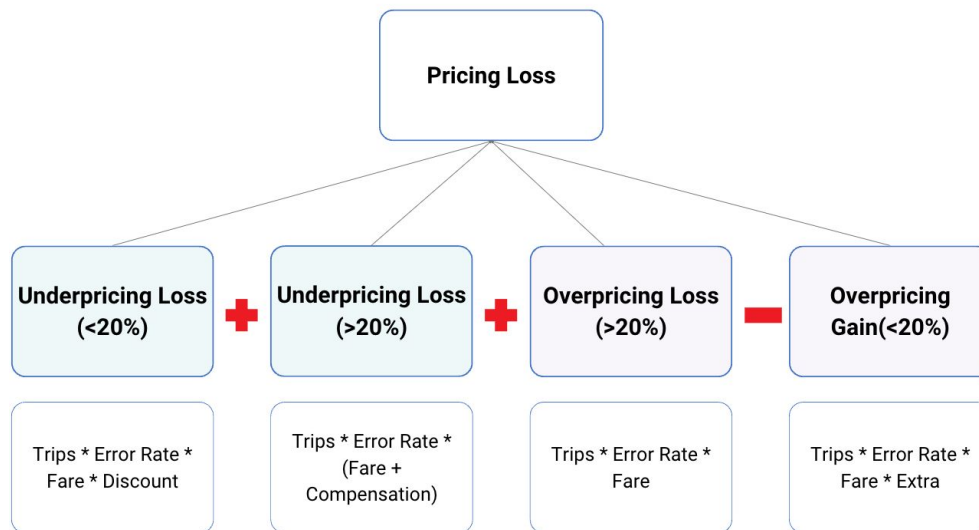 Pricing Loss
Underpricing Loss
(<20%)
Underpricing Loss
(>20%)
Overpricing Loss
(>20%)
Overpricing
Gain(<20%)
Trips * Error Rate *
Fare * Discount
Trips * Error Rate *
(Fare +
Compensation)
Trips * Error Rate *
Fare
Trips * Error Rate *
Fare * Extra